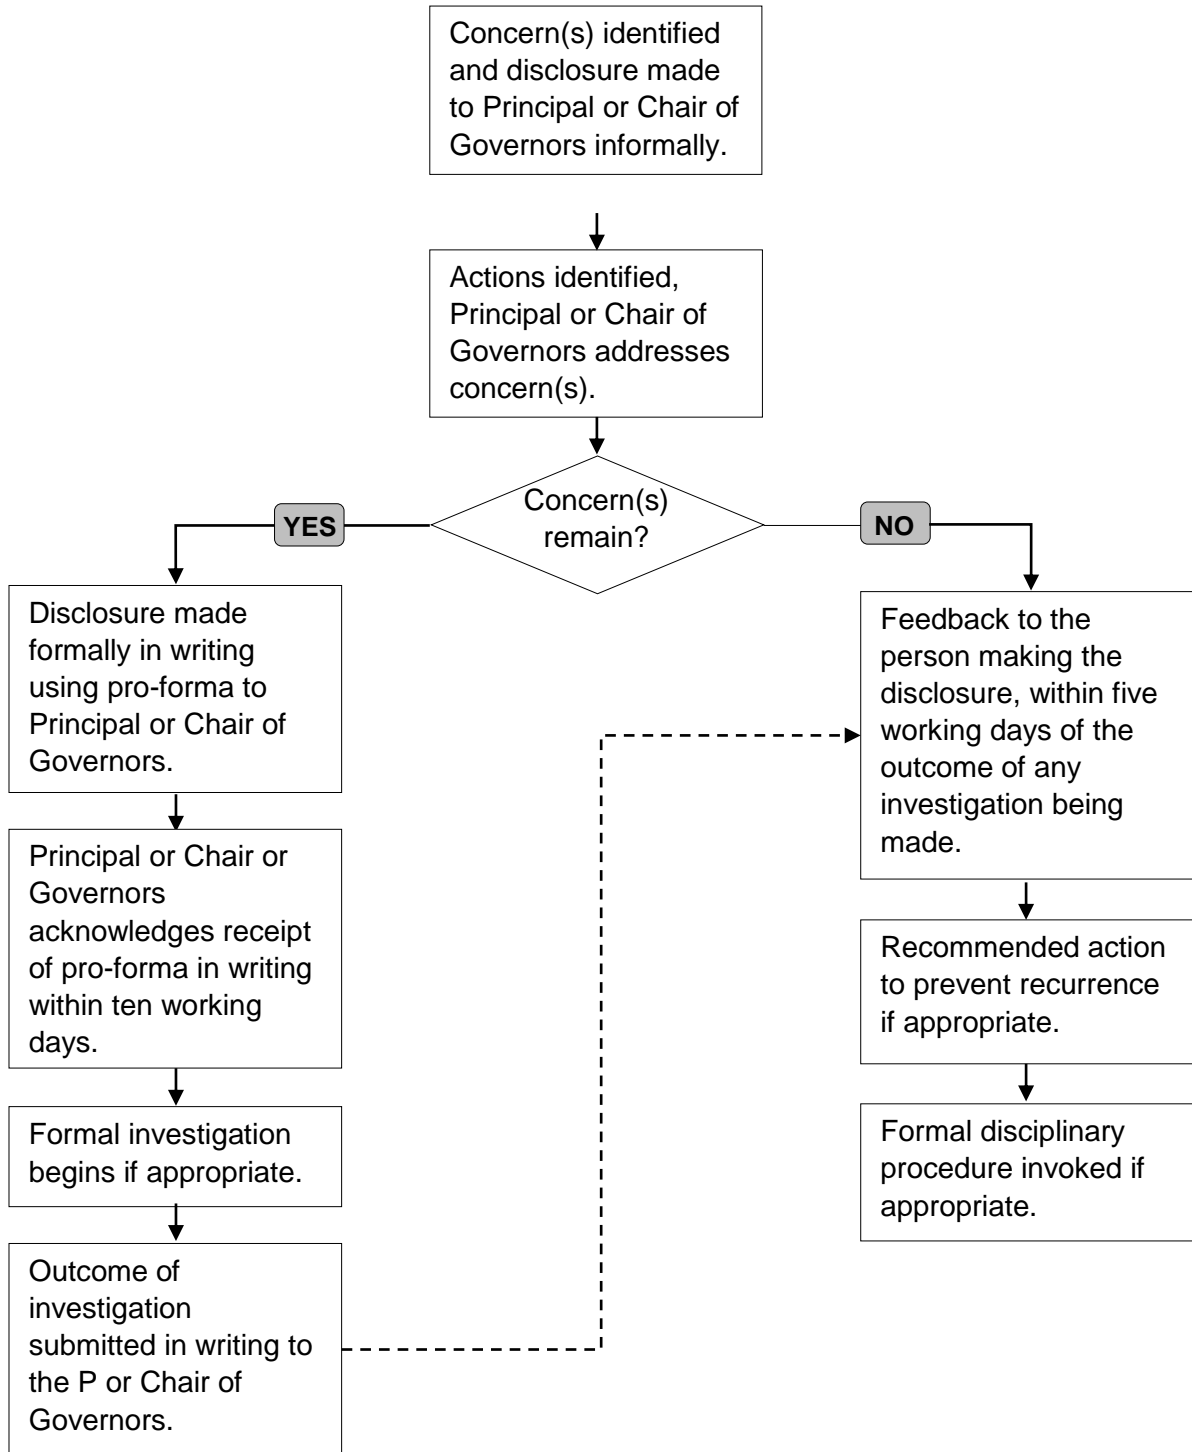 Concern(s) identified
and disclosure made
to Principal or Chair of
Governors informally.
Actions identified,
Principal or Chair of
Governors addresses
concern(s).
Concern(s)
remain?
YES
NO
Disclosure made
formally in writing
using pro-forma to
Principal or Chair of
Governors.
Principal or Chair or
Governors
acknowledges receipt
of pro-forma in writing
within ten working
days.
Formal investigation
begins if appropriate.
Outcome of
investigation
submitted in writing to
the P or Chair of
Governors.
Feedback to the
person making the
disclosure, within five
working days of the
outcome of any
investigation being
made.
Recommended action
to prevent recurrence
if appropriate.
Formal disciplinary
procedure invoked if
appropriate.